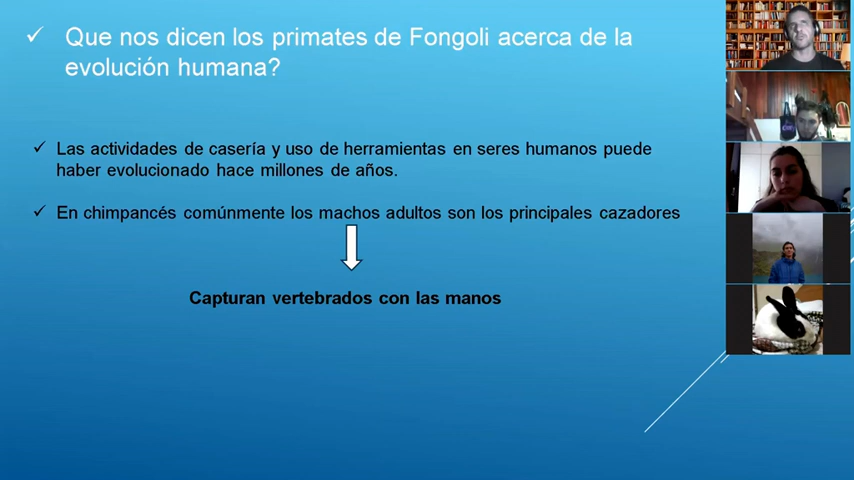 Que nos dicen los primates de Fongoli acerca de la
evolución humana?
Las actividades de casería y uso de herramientas en seres humanos puede
haber evolucionado hace millones de años.
En chimpancés comúnmente los machos adultos son los principales cazadores
Capturan vertebrados con las manos